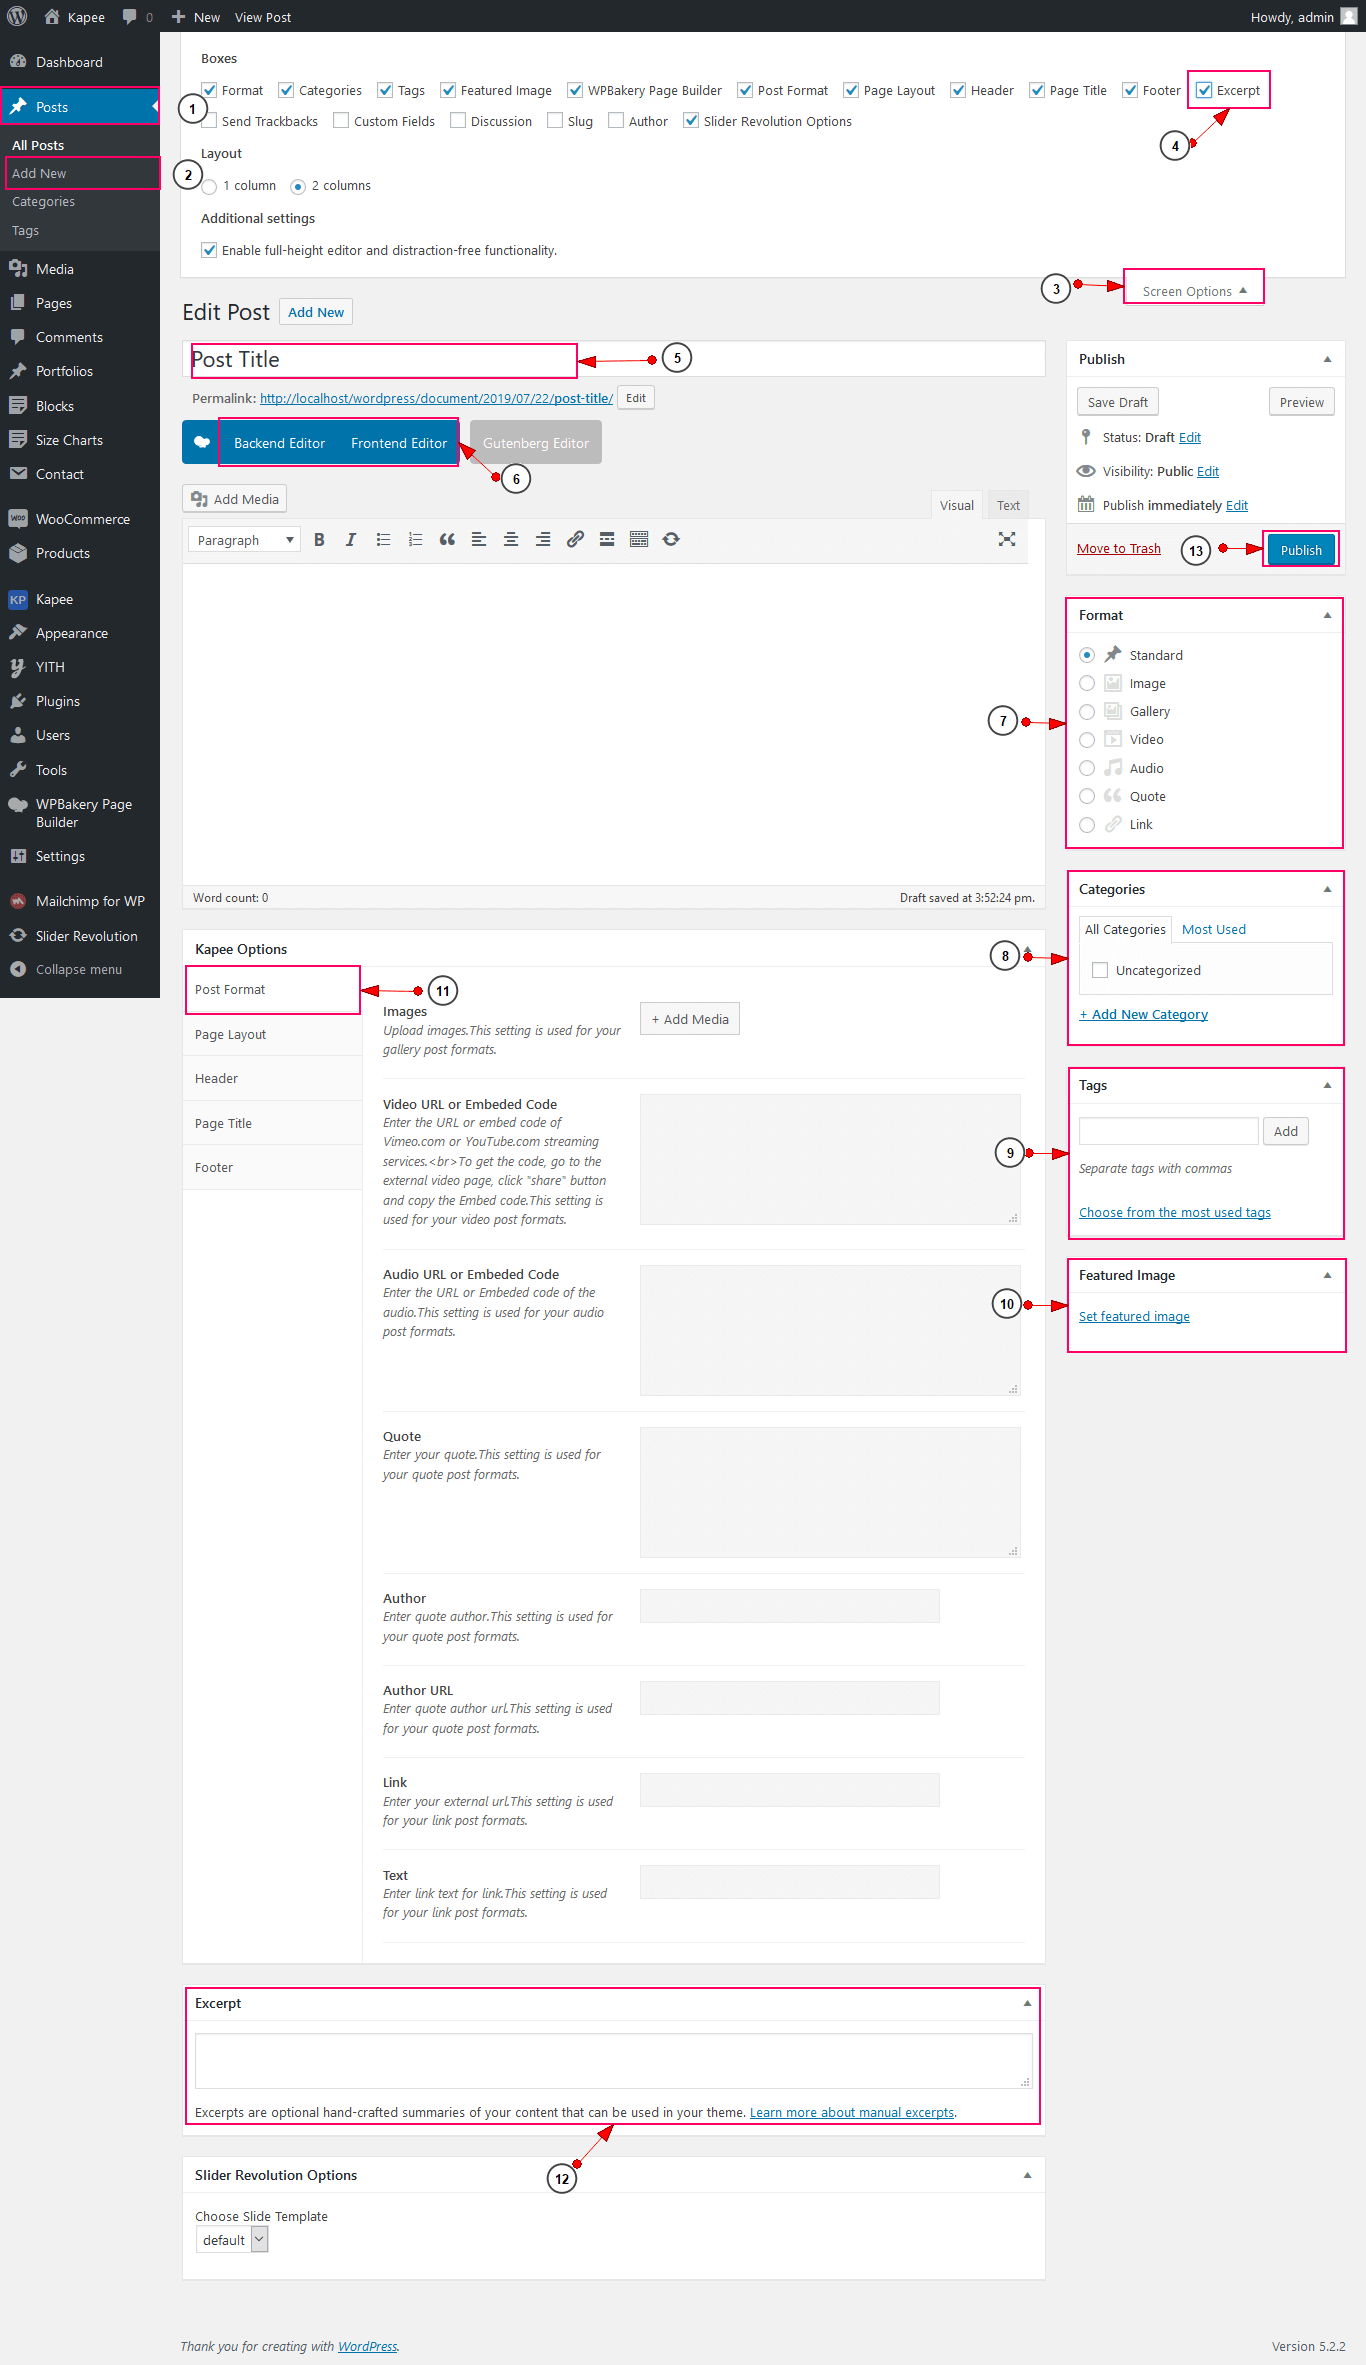 Kapee 0 New View Post Howdy, admin
Dashboard
Posts
All Posts
Add New
Categories
Tags
Media
Pages
Comments
Portfolios
Blocks
Size Charts
Contact
WooCommerce
Products
KP Kapee
Appearance
YITH
Plugins
Users
Tools
WPBakery Page
Builder
Settings
Mailchimp for WP
Slider Revolution
Collapse menu
Boxes
Format Categories Tags Featured Image WPBakery Page Builder Post Format Page Layout Header Page Title Footer Excerpt
1
Send Trackbacks Custom Fields Discussion Slug Author Slider Revolution Options
4
Layout
2
1 column 2 columns
Additional settings
Enable full-height editor and distraction-free functionality.
3
Screen Options
Edit Post Add New
Post Title
5
Permalink: http://localhost/wordpress/document/2019/07/22/post-title/ Edit
Backend Editor Frontend Editor Gutenberg Editor
6
Add Media
Visual Text
Paragraph B I
Word count: 0 Draft saved at 3:52:24 pm.
Publish
Save Draft Preview
Status: Draft Edit
Visibility: Public Edit
Publish immediately Edit
Move to Trash 13 Publish
Format
Standard
Image
Gallery
7
Video
Audio
Quote
Link
Categories
All Categories Most Used
8
Uncategorized
+ Add New Category
Tags
Add
9
Separate tags with commas
Choose from the most used tags
Featured Image
10
Set featured image
Kapee Options
Post Format
11
Page Layout
Header
Page Title
Footer
Images
Upload images.This setting is used for your
gallery post formats.
+ Add Media
Video URL or Embeded Code
Enter the URL or embed code of
Vimeo.com or YouTube.com streaming
services.<br>To get the code, go to the
external video page, click "share" button
and copy the Embed code.This setting is
used for your video post formats.
Audio URL or Embeded Code
Enter the URL or Embeded code of the
audio.This setting is used for your audio
post formats.
Quote
Enter your quote.This setting is used for
your quote post formats.
Author
Enter quote author.This setting is used for
your quote post formats.
Author URL
Enter quote author url.This setting is used
for your quote post formats.
Link
Enter your external url.This setting is used
for your link post formats.
Text
Enter link text for link.This setting is used
for your link post formats.
Excerpt
Excerpts are optional hand-crafted summaries of your content that can be used in your theme. Learn more about manual excerpts.
12
Slider Revolution Options
Choose Slide Template
default
Thank you for creating with WordPress. Version 5.2.2